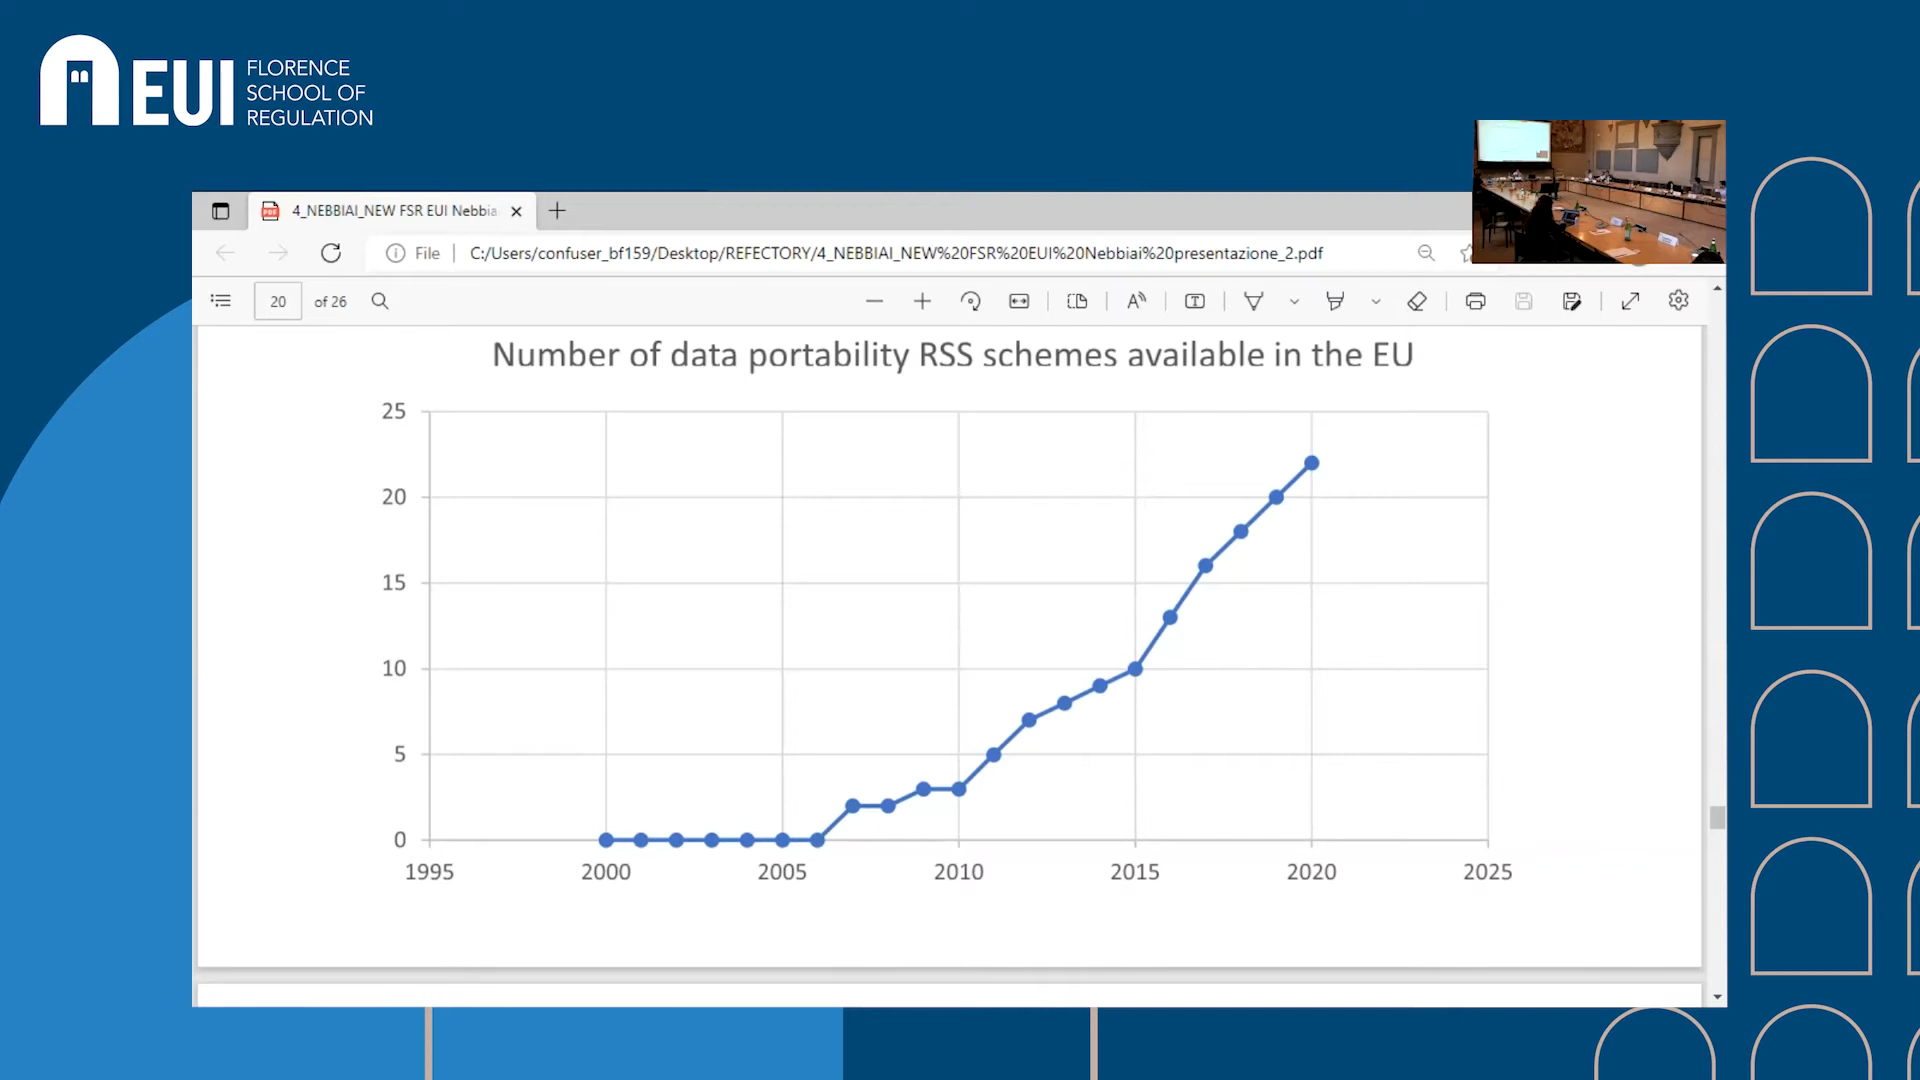 EUI
FLORENCE
SCHOOL OF
REGULATION
4_NEBBIAI_NEW FSR EUI Nebbia
File
C:/Users/confuser_bf159/Desktop/REFECTORY/4_NEBBIAI_NEW%20FSR%20EUI%20Nebbiai%20presentazione_2.pdf
20 of 26
Number of data portability RSS schemes available in the EU
25
20
15
10
5
0
1995 2000 2005 2010 2015 2020 2025